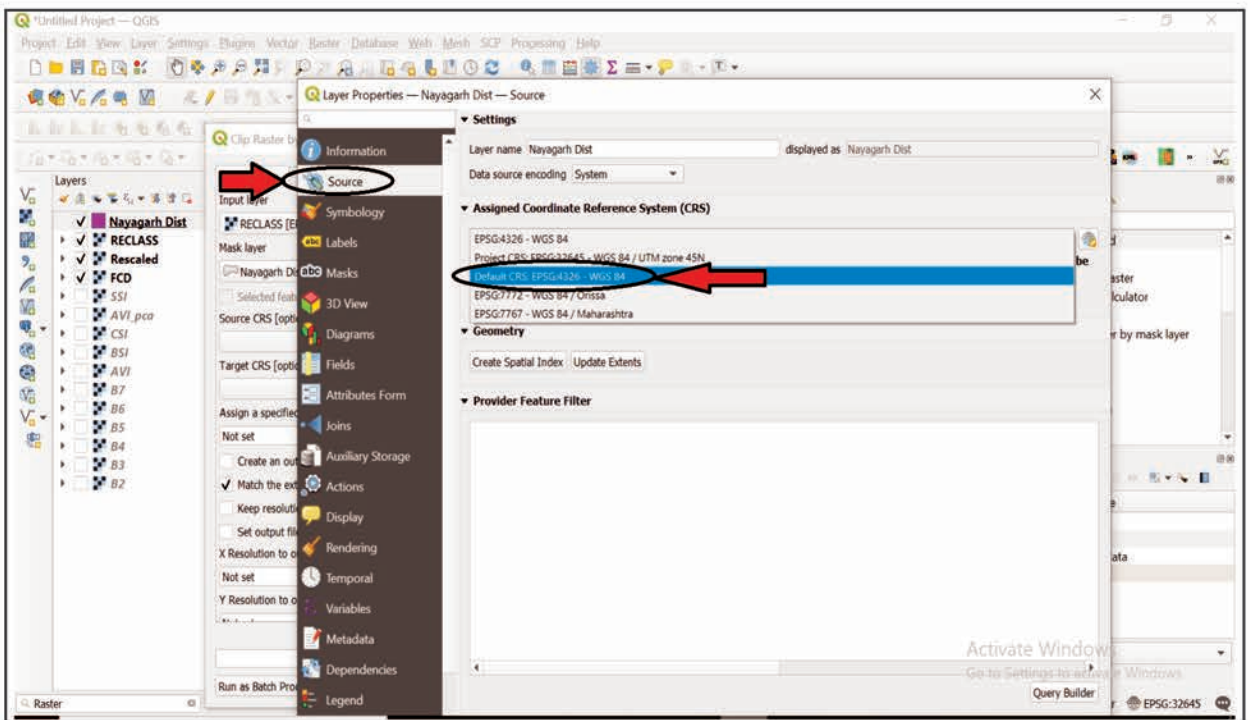 *Untitled Project — QGIS
Project Edit View Layer Settings Plugins Vector Raster Database Web Mesh SCP Processing Help
Layer Properties — Nayagarh Dist — Source
Clip Raster b
Layers
Nayagarh Dist
RECLASS
Rescaled
FCD
SSI
AVI_pca
CSI
BSI
AVI
B7
B6
B5
B4
B3
B2
Input layer
RECLASS [E
Mask layer
Nayagarh Di
Selected feat
Source CRS [opti
Target CRS [optio
Assign a specified
Not set
Create an out
Match the ext
Keep resoluti
Set output fil
X Resolution to o
Not set
Y Resolution to o
Run as Batch Pro
Information
Source
Symbology
abc Labels
abc Masks
3D View
Diagrams
Fields
Attributes Form
Joins
Auxiliary Storage
Actions
Display
Rendering
Temporal
Variables
Metadata
Dependencies
Legend
Settings
Layer name Nayagarh Dist displayed as Nayagarh Dist
Data source encoding System
Assigned Coordinate Reference System (CRS)
EPSG:4326 - WGS 84
Project CRS: EPSG:32645 - WGS 84 / UTM zone 45N
Default CRS: EPSG:4326 - WGS 84
EPSG:7772 - WGS 84 / Orissa
EPSG:7767 - WGS 84 / Maharashtra
be
Geometry
Create Spatial Index Update Extents
Provider Feature Filter
Query Builder
aster
lculator
r by mask layer
ata
Activate Windows
Go to Settings to activate Windows.
Raster
EPSG:32645